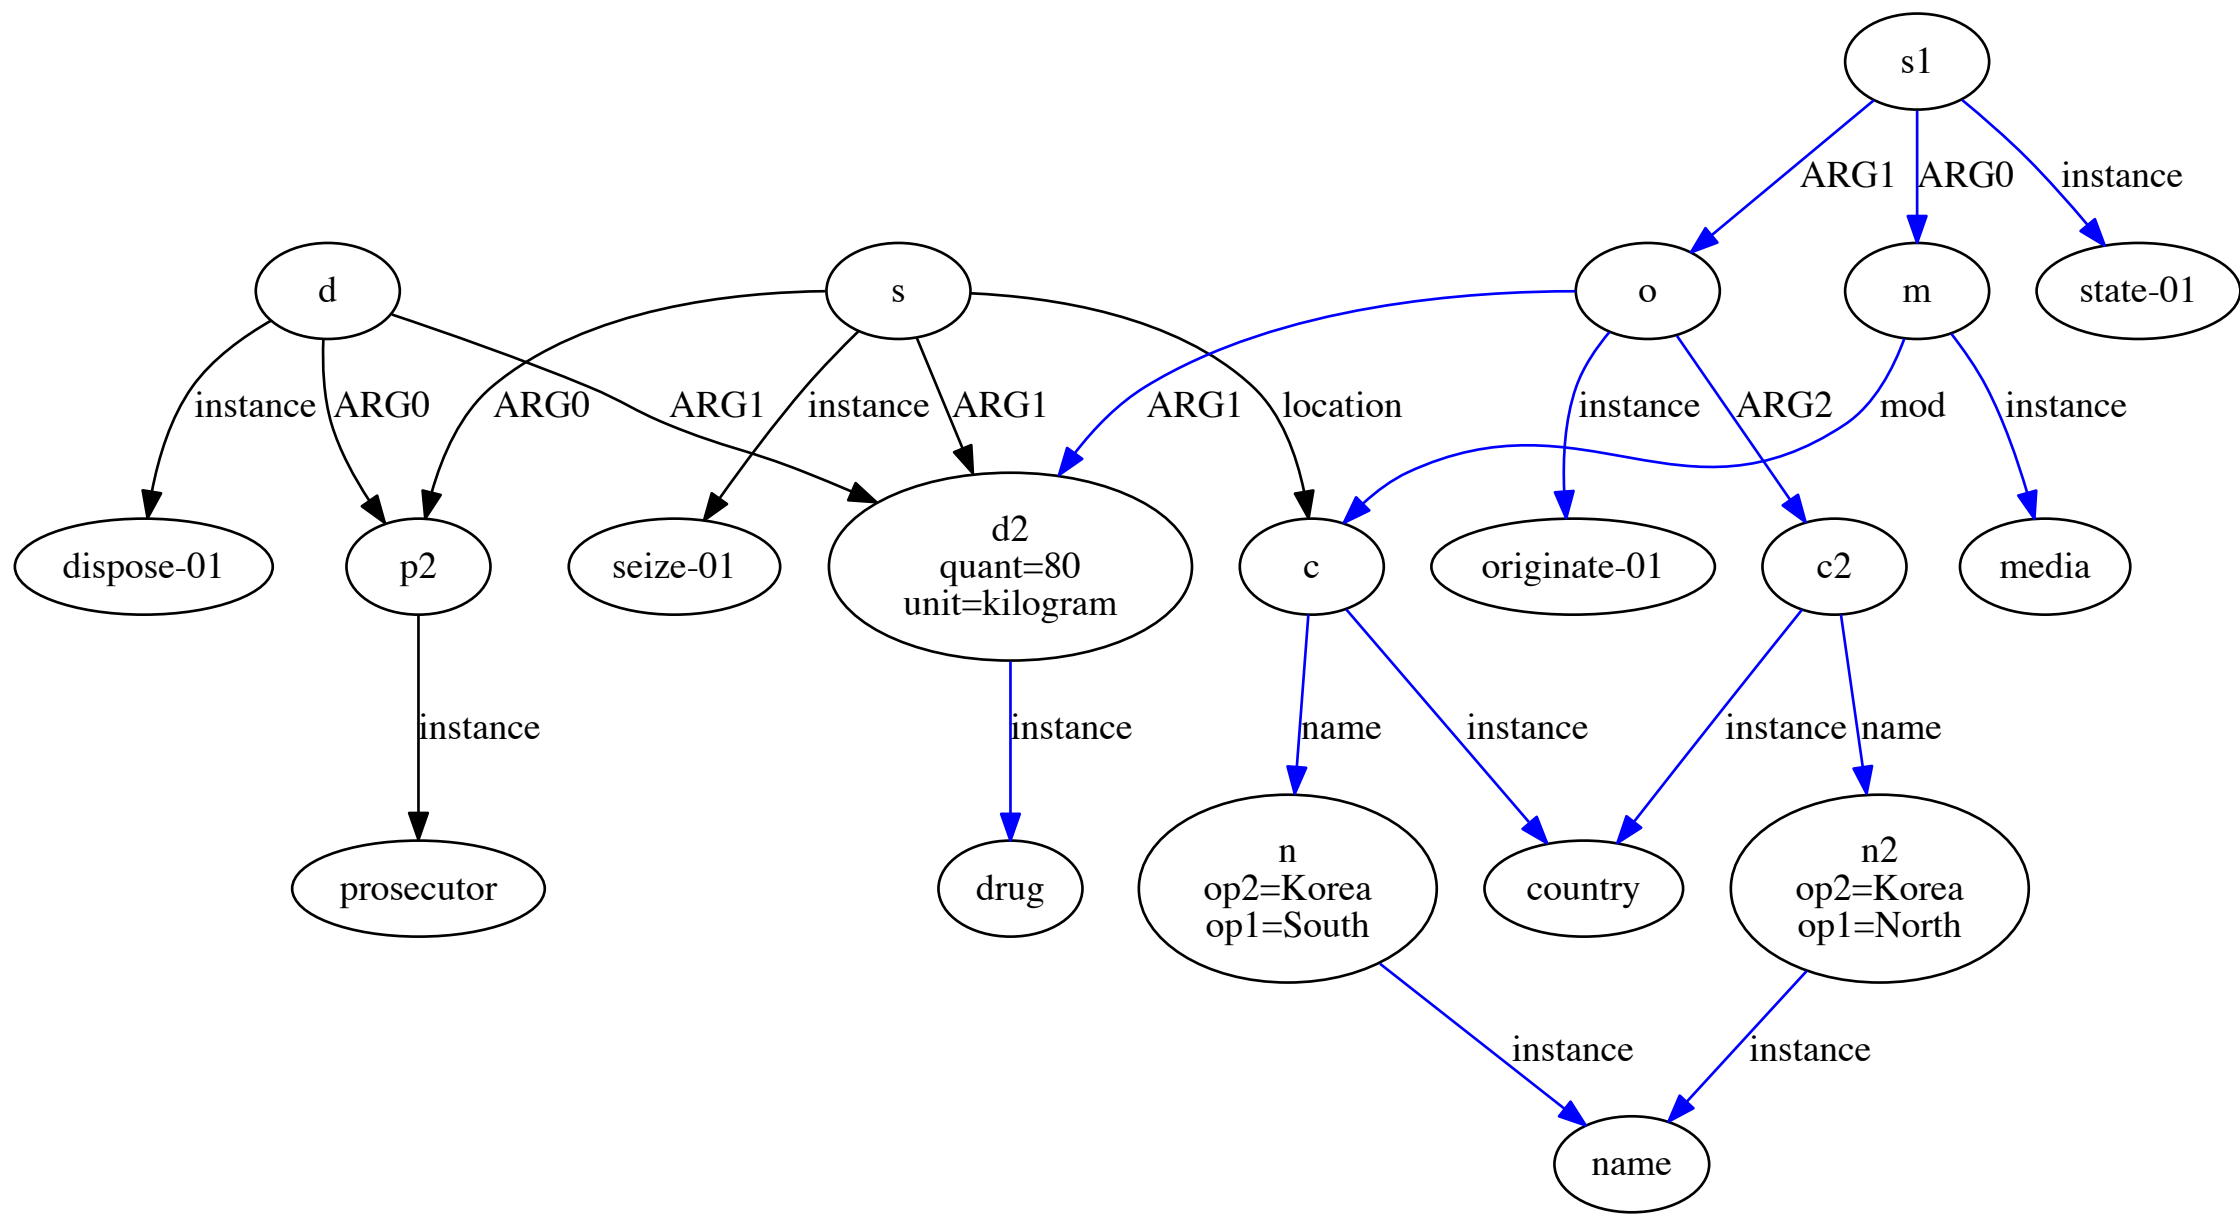 s1
ARG1
ARG0
instance
d
s
o
m
state-01
instance
ARG0
ARG0
ARG1
instance
ARG1
ARG1
location
instance
ARG2
mod
instance
dispose-01
p2
seize-01
d2
quant=80
unit=kilogram
c
originate-01
c2
media
instance
instance
name
instance
instance
name
prosecutor
drug
n
op2=Korea
op1=South
country
n2
op2=Korea
op1=North
instance
instance
name